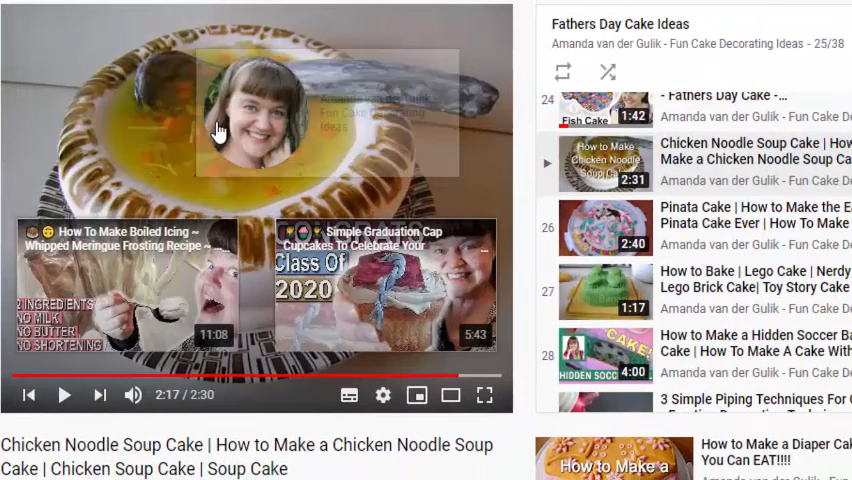 Amanda van der Gulik
Fun Cake Decorating
Ideas
How To Make Boiled Icing ~
Whipped Meringue Frosting Recipe ~ ...
2 INGREDIENTS
NO MILK
NO BUTTER
NO SHORTENING
11:08
Simple Graduation Cap
Cupcakes To Celebrate Your
Class Of
2020
5:43
2:17 / 2:30
Chicken Noodle Soup Cake | How to Make a Chicken Noodle Soup
Cake | Chicken Soup Cake | Soup Cake
Fathers Day Cake Ideas
Amanda van der Gulik - Fun Cake Decorating Ideas - 25/38
24
Fish Cake
1:42
- Fathers Day Cake -...
Amanda van der Gulik - Fun Cake De
How to Make
Chicken Noodle
Soup Cake
2:31
Chicken Noodle Soup Cake | How
Make a Chicken Noodle Soup Ca
Amanda van der Gulik - Fun Cake De
26
2:40
Pinata Cake | How to Make the Ea
Pinata Cake Ever | How To Make
Amanda van der Gulik - Fun Cake De
27
1:17
How to Bake | Lego Cake | Nerdy
Lego Brick Cake| Toy Story Cake
Amanda van der Gulik - Fun Cake De
28
CAKE!
HIDDEN SOCC
4:00
How to Make a Hidden Soccer Ba
Cake | How To Make A Cake With
Amanda van der Gulik - Fun Cake De
3 Simple Piping Techniques For C
How to Make a
How to Make a Diaper Cak
You Can EAT!!!!